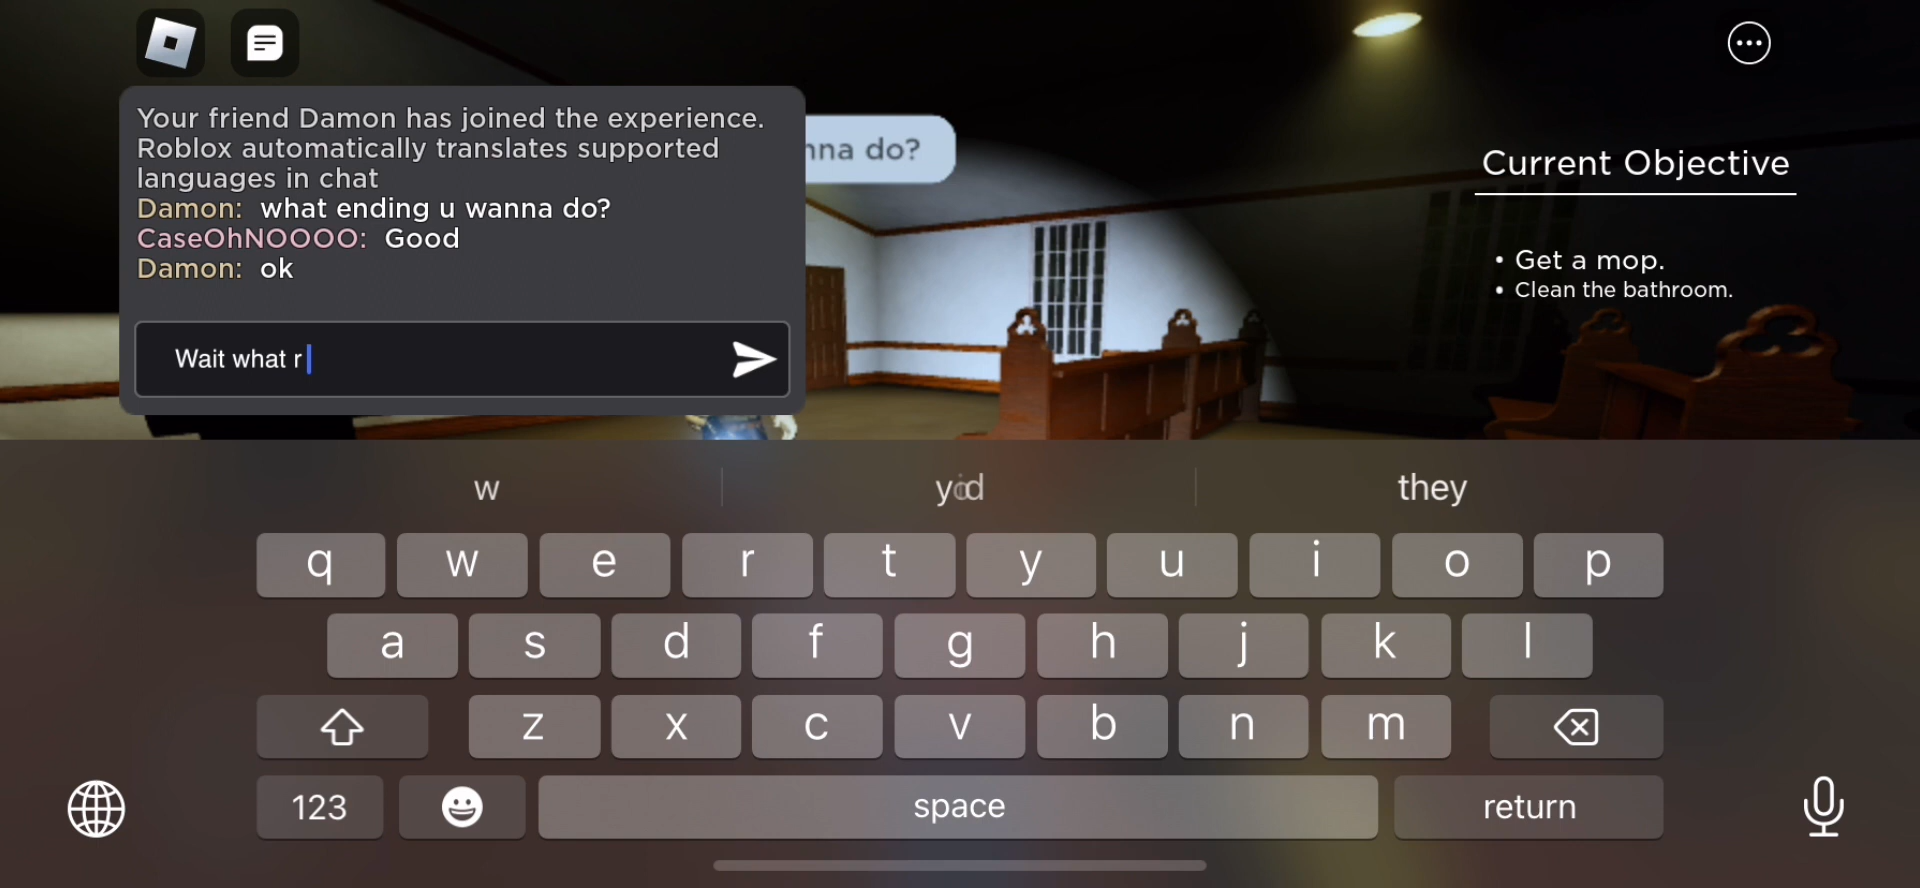 Your friend Damon has joined the experience.
Roblox automatically translates supported
languages in chat
Damon: what ending u wanna do?
CaseOhNOOOO: Good
Damon: ok
Wait what r
do?
Current Objective
• Get a mop.
• Clean the bathroom.
w
they
q w e r t y u i o p
a s d f g h j k l
z x c v b n m
123
space
return